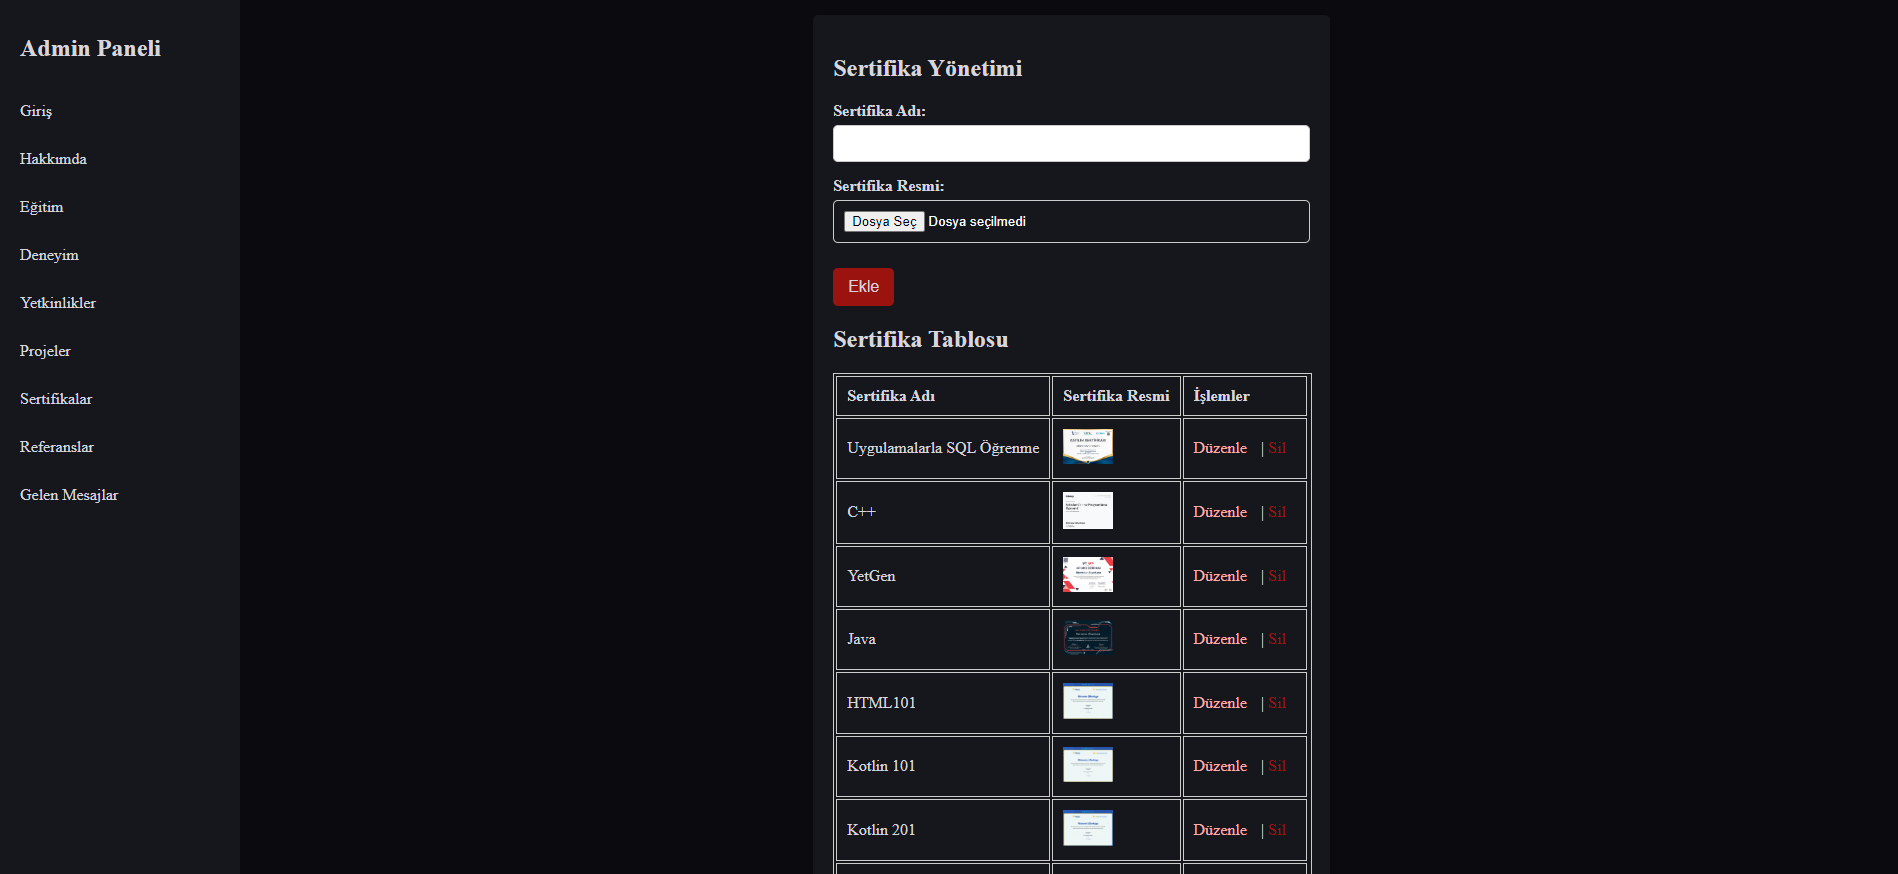 Admin Paneli
Giriş
Hakkımda
Eğitim
Deneyim
Yetkinlikler
Projeler
Sertifikalar
Referanslar
Gelen Mesajlar
Sertifika Yönetimi
Sertifika Adı:
Sertifika Resmi:
Dosya Seç Dosya seçilmedi
Ekle
Sertifika Tablosu
Sertifika Adı Sertifika Resmi İşlemler
Uygulamalarla SQL Öğrenme Düzenle | Sil
C++ Düzenle | Sil
YetGen Düzenle | Sil
Java Düzenle | Sil
HTML101 Düzenle | Sil
Kotlin 101 Düzenle | Sil
Kotlin 201 Düzenle | Sil